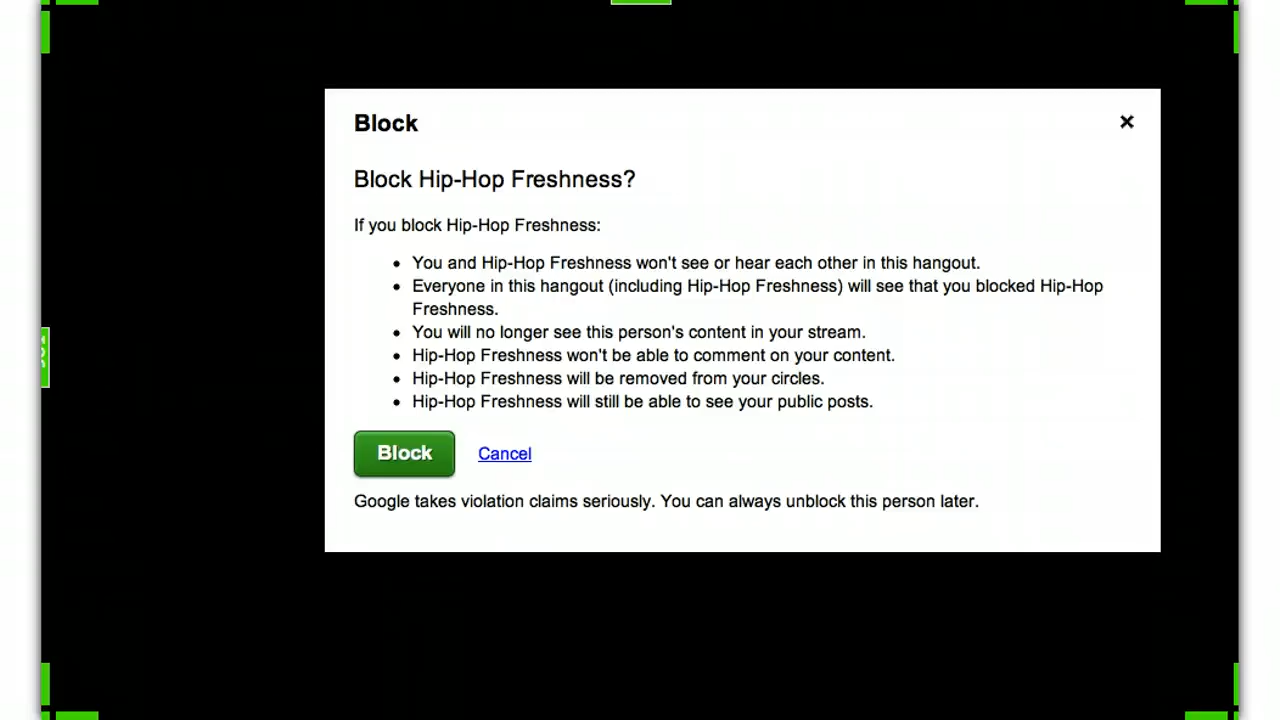 Block
×
Block Hip-Hop Freshness?
If you block Hip-Hop Freshness:
• You and Hip-Hop Freshness won't see or hear each other in this hangout.
• Everyone in this hangout (including Hip-Hop Freshness) will see that you blocked Hip-Hop
Freshness.
• You will no longer see this person's content in your stream.
• Hip-Hop Freshness won't be able to comment on your content.
• Hip-Hop Freshness will be removed from your circles.
• Hip-Hop Freshness will still be able to see your public posts.
Block Cancel
Google takes violation claims seriously. You can always unblock this person later.